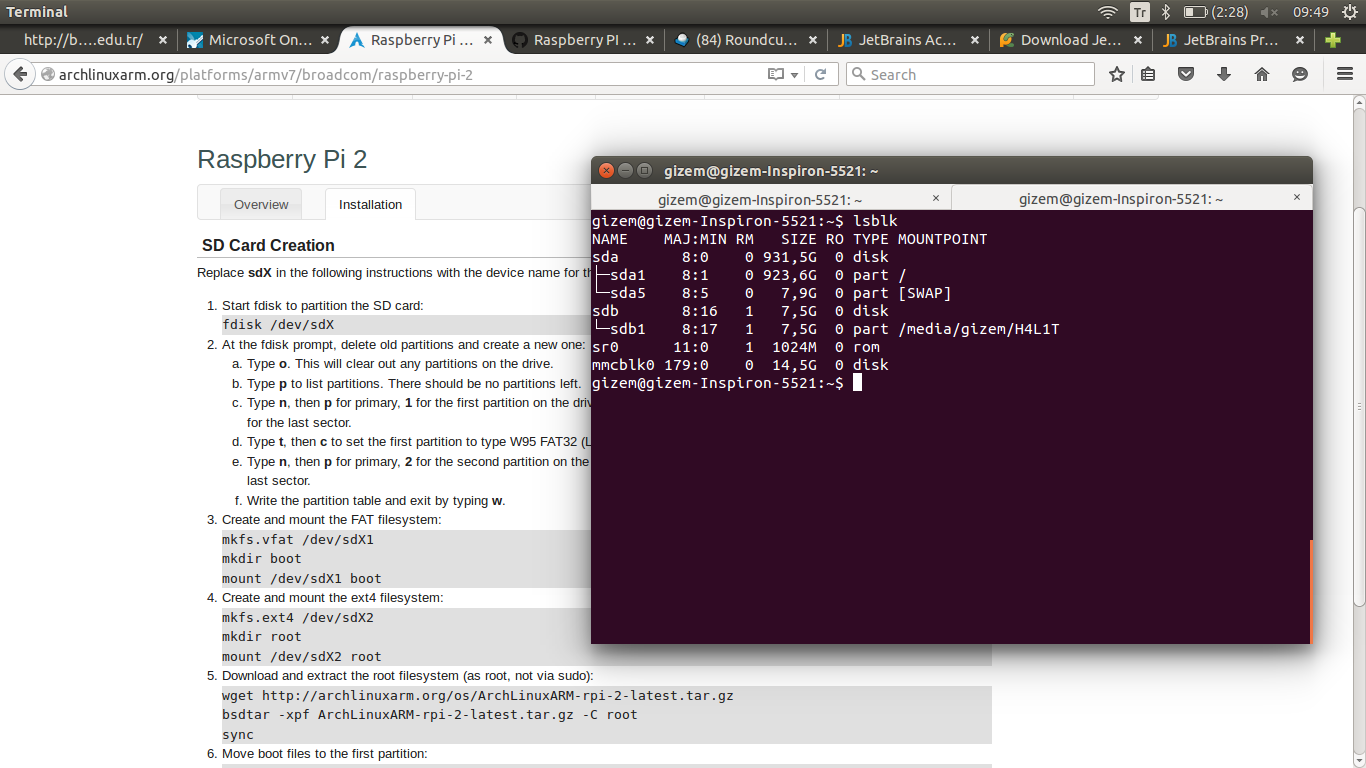 Terminal
Tr
(2:28)
09:49
http://b....edu.tr/
Microsoft On...
Raspberry Pi ...
Raspberry PI ...
(84) Roundcu...
JetBrains Ac...
Download Je...
JetBrains Pr...
archlinuxarm.org/platforms/armv7/broadcom/raspberry-pi-2
Search
Raspberry Pi 2
Overview
Installation
SD Card Creation
Replace sdX in the following instructions with the device name for th
1. Start fdisk to partition the SD card:
fdisk /dev/sdX
2. At the fdisk prompt, delete old partitions and create a new one:
a. Type o. This will clear out any partitions on the drive.
b. Type p to list partitions. There should be no partitions left.
c. Type n, then p for primary, 1 for the first partition on the driv
for the last sector.
d. Type t, then c to set the first partition to type W95 FAT32 (L
e. Type n, then p for primary, 2 for the second partition on the
last sector.
f. Write the partition table and exit by typing w.
3. Create and mount the FAT filesystem:
mkfs.vfat /dev/sdX1
mkdir boot
mount /dev/sdX1 boot
4. Create and mount the ext4 filesystem:
mkfs.ext4 /dev/sdX2
mkdir root
mount /dev/sdX2 root
5. Download and extract the root filesystem (as root, not via sudo):
wget http://archlinuxarm.org/os/ArchLinuxARM-rpi-2-latest.tar.gz
bsdtar -xpf ArchLinuxARM-rpi-2-latest.tar.gz -C root
sync
6. Move boot files to the first partition:
gizem@gizem-Inspiron-5521: ~
gizem@gizem-Inspiron-5521: ~
gizem@gizem-Inspiron-5521: ~
gizem@gizem-Inspiron-5521:~$ lsblk
NAME    MAJ:MIN RM   SIZE RO TYPE MOUNTPOINT
sda       8:0    0 931,5G  0 disk
├─sda1    8:1    0 923,6G  0 part /
└─sda5    8:5    0   7,9G  0 part [SWAP]
sdb       8:16   1   7,5G  0 disk
└─sdb1    8:17   1   7,5G  0 part /media/gizem/H4L1T
sr0      11:0    1  1024M  0 rom
mmcblk0 179:0    0  14,5G  0 disk
gizem@gizem-Inspiron-5521:~$